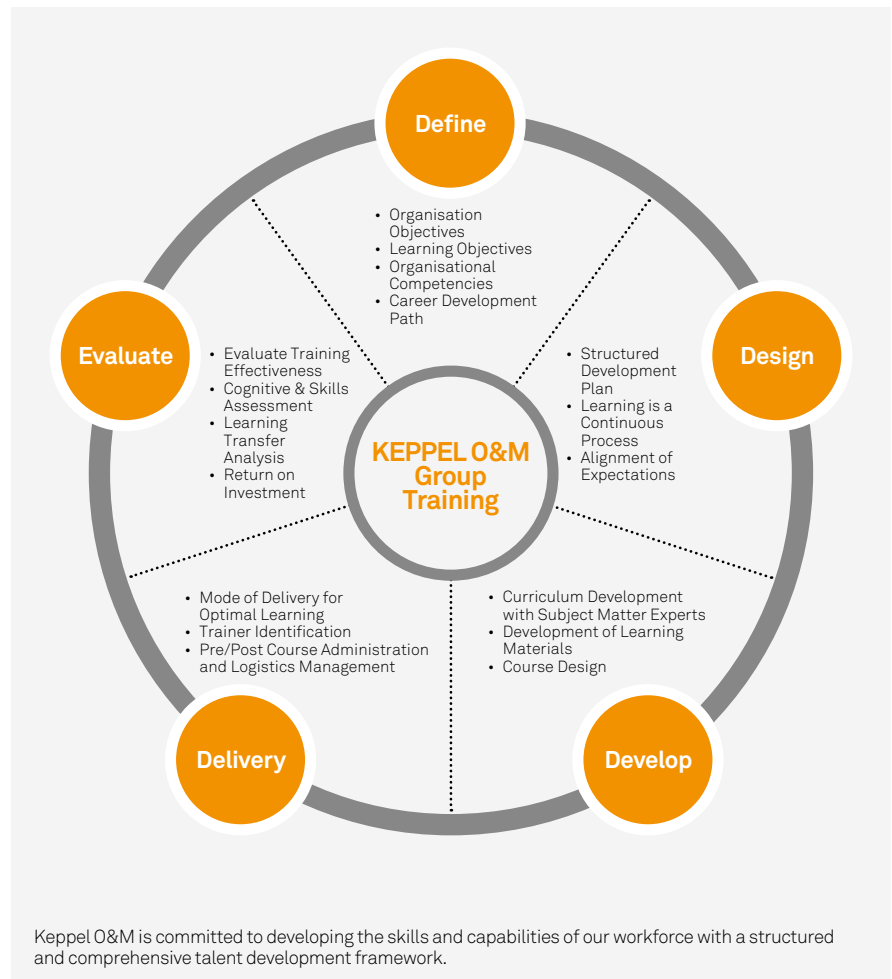 Define
• Organisation
Objectives
• Learning Objectives
• Organisational
Competencies
• Career Development
Path
Design
• Structured
Development
Plan
• Learning is a
Continuous
Process
• Alignment of
Expectations
Develop
• Curriculum Development
with Subject Matter Experts
• Development of Learning
Materials
• Course Design
Delivery
• Mode of Delivery for
Optimal Learning
• Trainer Identification
• Pre/Post Course Administration
and Logistics Management
Evaluate
• Evaluate Training
Effectiveness
• Cognitive & Skills
Assessment
• Learning
Transfer
Analysis
• Return on
Investment
KEPPEL O&M
Group
Training
Keppel O&M is committed to developing the skills and capabilities of our workforce with a structured
and comprehensive talent development framework.